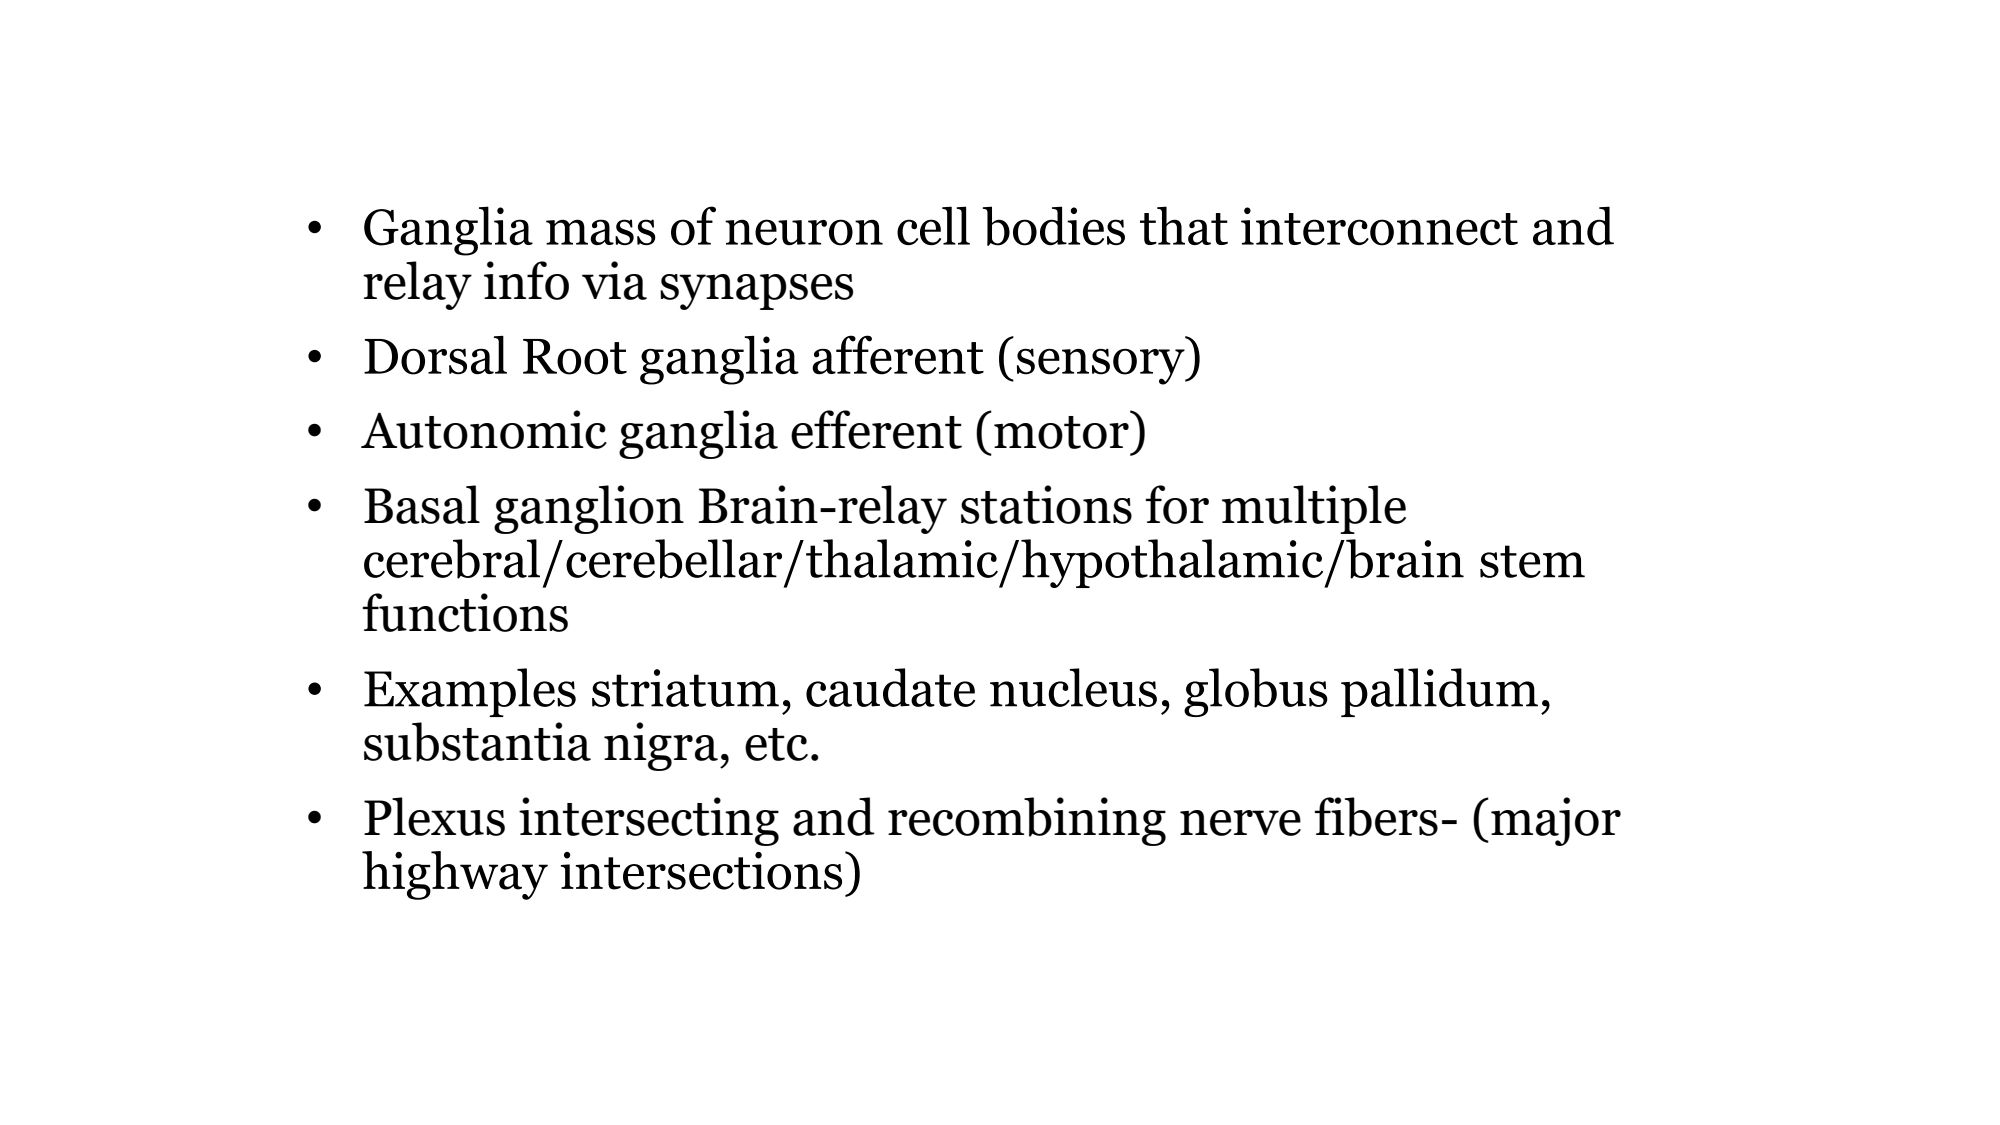 • Ganglia mass of neuron cell bodies that interconnect and
relay info via synapses
• Dorsal Root ganglia afferent (sensory)
• Autonomic ganglia efferent (motor)
• Basal ganglion Brain-relay stations for multiple
cerebral/cerebellar/thalamic/hypothalamic/brain stem
functions
• Examples striatum, caudate nucleus, globus pallidum,
substantia nigra, etc.
• Plexus intersecting and recombining nerve fibers- (major
highway intersections)